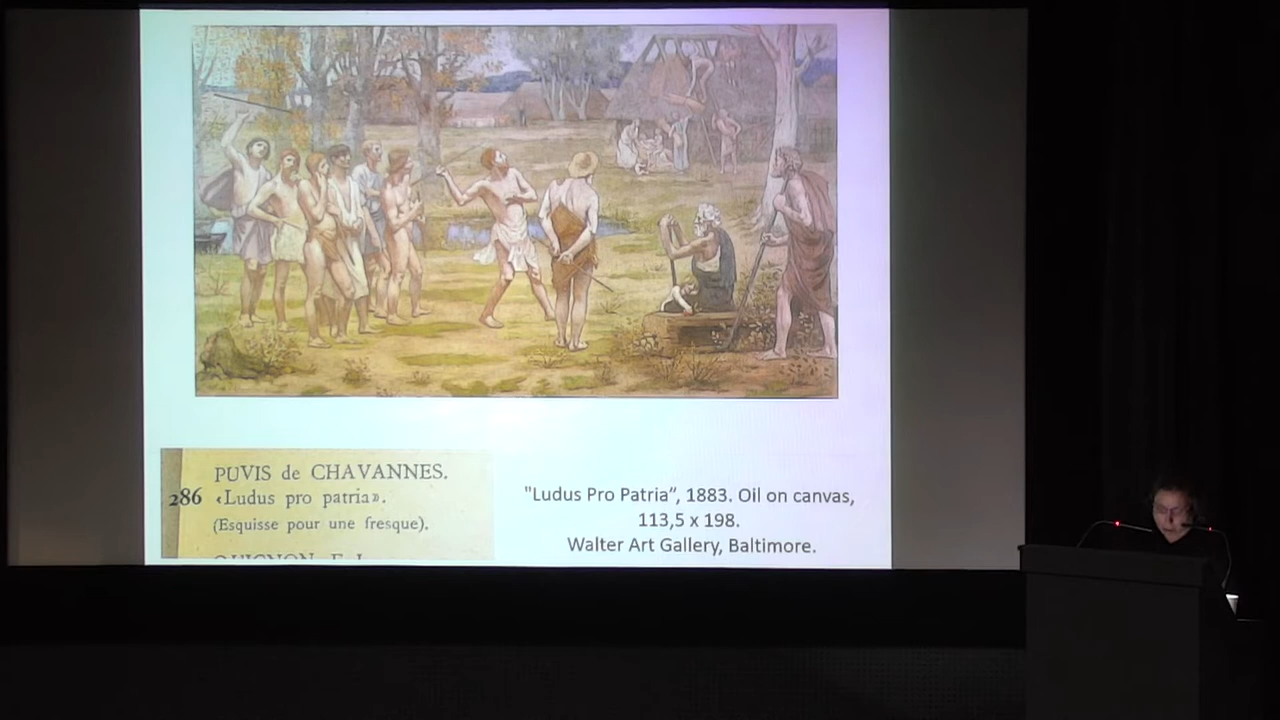 PUVIS de CHAVANNES.
286 «Ludus pro patria».
(Esquisse pour une fresque).
"Ludus Pro Patria”, 1883. Oil on canvas,
113,5 x 198.
Walter Art Gallery, Baltimore.